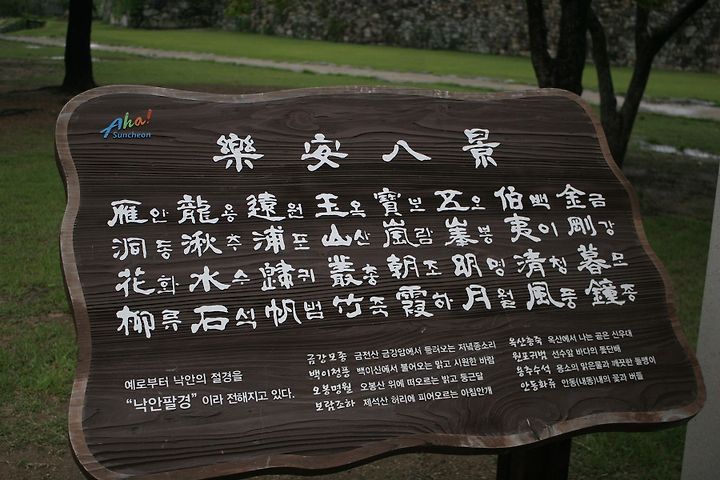 Aha!
Suncheon
樂安八景
金금剛강暮모鐘종
伯백夷이清청風풍
五오峯봉明명月월
寶보嵐람朝조霞하
玉옥山산叢총竹죽
遠원浦포歸귀帆범
龍용湫추水수石석
雁안洞동花화柳류
예로부터 낙안의 절경을
“낙안팔경” 이라 전해지고 있다.
금강모종 금전산 금강암에서 들려오는 저녁종소리
백이청풍 백이산에서 불어오는 맑고 시원한 바람
오봉명월 오봉산 위에 떠오르는 밝고 둥근달
보람조하 제석산 허리에 피어오르는 아침안개
옥산총죽 옥산에서 나는 곧은 신우대
원포귀범 선수앞 바다의 돛단배
용추수석 용소의 맑은물과 깨끗한 돌맹이
안동화류 안동(내동)내의 꽃과 버들